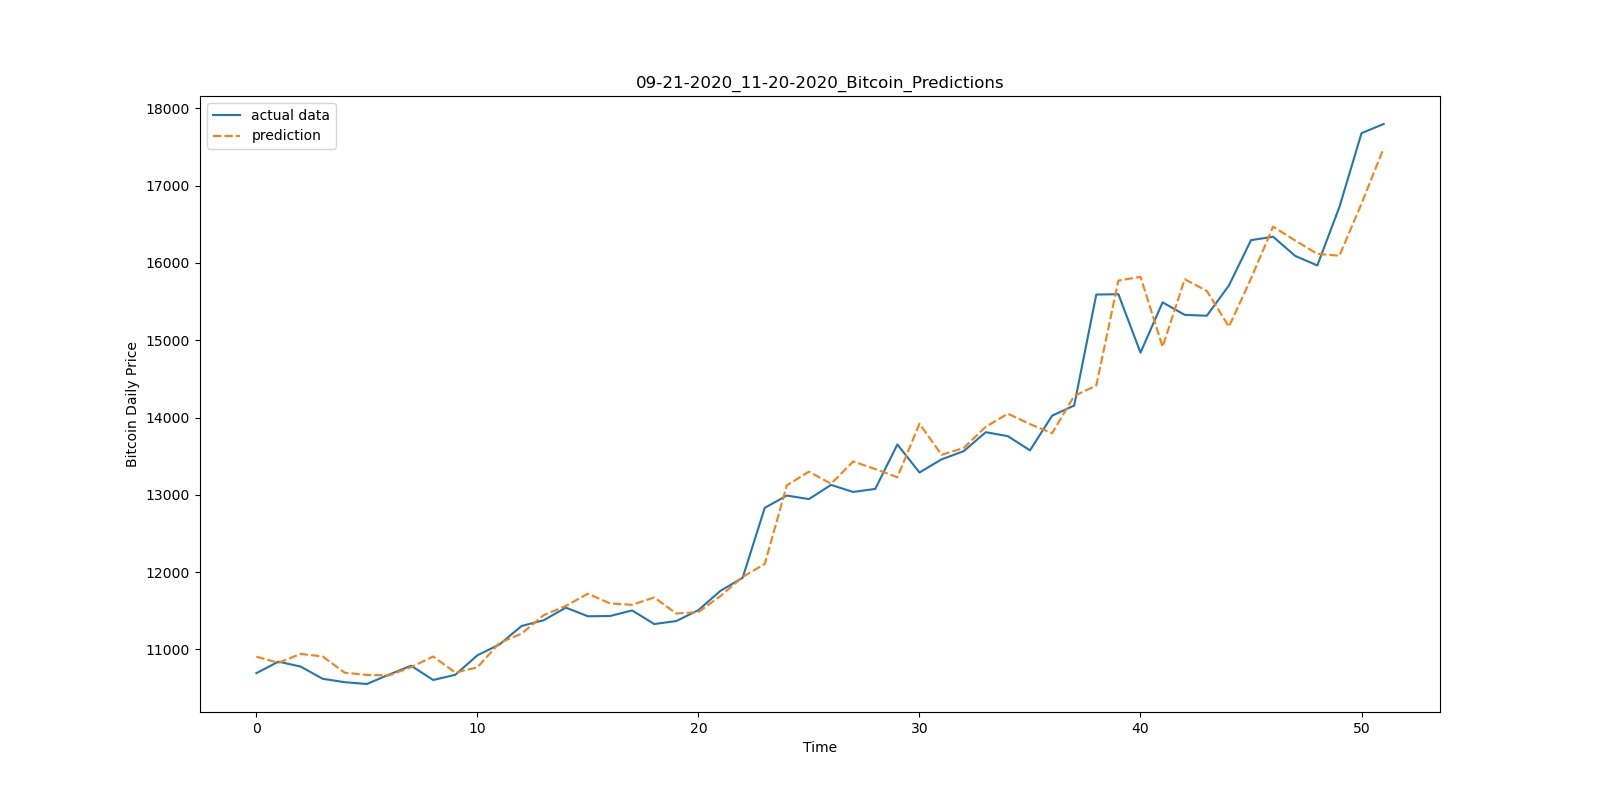 09-21-2020_11-20-2020_Bitcoin_Predictions
actual data
prediction
18000
17000
16000
15000
14000
13000
12000
11000
Bitcoin Daily Price
0 10 20 30 40 50
Time